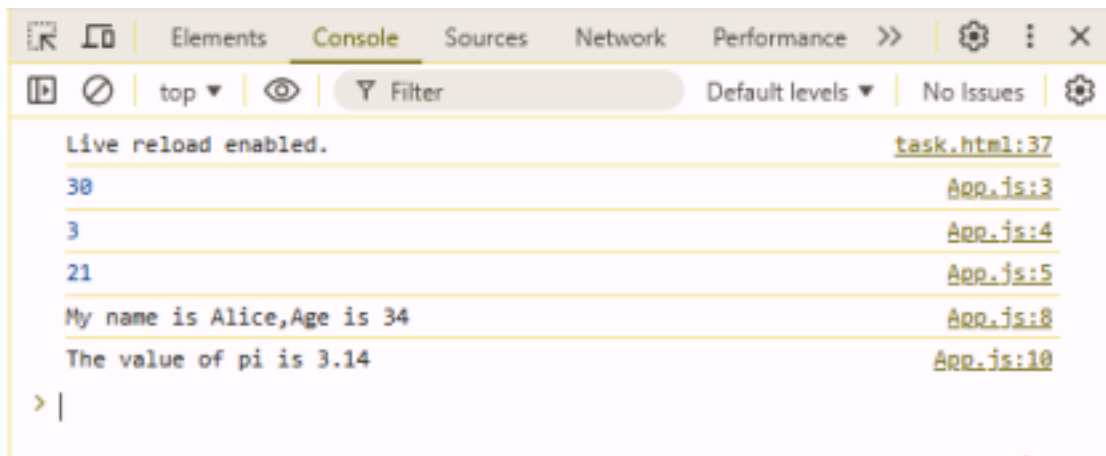 Elements Console Sources Network Performance >>
top ▼ Filter Default levels ▼ No Issues
Live reload enabled. task.html:37
30 App.js:3
3 App.js:4
21 App.js:5
My name is Alice,Age is 34 App.js:8
The value of pi is 3.14 App.js:10
>